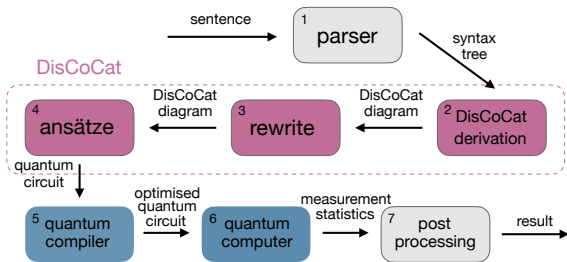 sentence
1
parser
syntax
tree
DisCoCat
4
ansätze
DisCoCat
diagram
3
rewrite
DisCoCat
diagram
2
DisCoCat
derivation
quantum
circuit
5
quantum
compiler
optimised
quantum
circuit
6
quantum
computer
measurement
statistics
7
post
processing
result